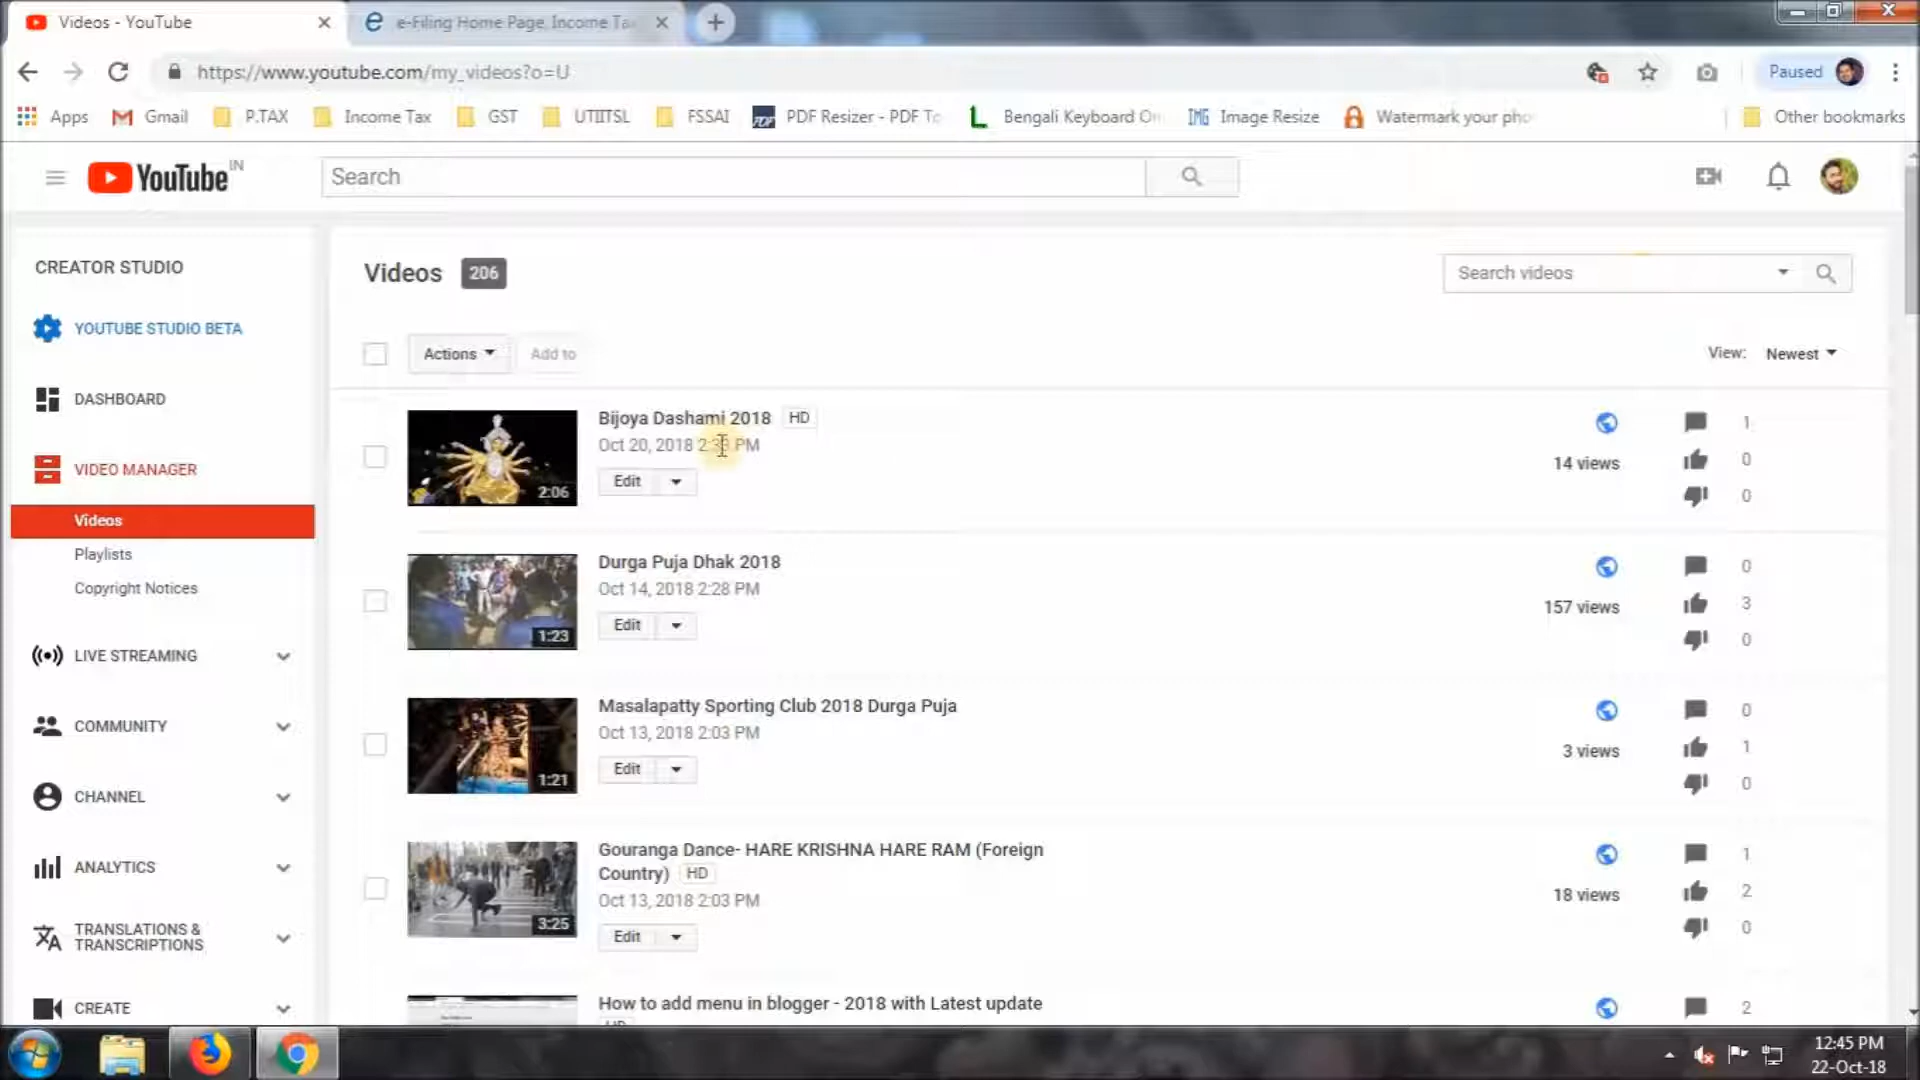 Videos - YouTube
e-Filing Home Page, Income Ta
https://www.youtube.com/my_videos?o=U
Paused
Apps
Gmail
P.TAX
Income Tax
GST
UTIITSL
FSSAI
PDF Resizer - PDF To
Bengali Keyboard On
IMG Image Resize
Watermark your pho
Other bookmarks
YouTube IN
Search
CREATOR STUDIO
YOUTUBE STUDIO BETA
DASHBOARD
VIDEO MANAGER
Videos
Playlists
Copyright Notices
LIVE STREAMING
COMMUNITY
CHANNEL
ANALYTICS
TRANSLATIONS &
TRANSCRIPTIONS
CREATE
Videos 206
Search videos
Actions
Add to
View: Newest
Bijoya Dashami 2018 HD
Oct 20, 2018 2:33 PM
Edit
2:06
14 views
1
0
0
Durga Puja Dhak 2018
Oct 14, 2018 2:28 PM
Edit
1:23
157 views
0
3
0
Masalapatty Sporting Club 2018 Durga Puja
Oct 13, 2018 2:03 PM
Edit
1:21
3 views
0
1
0
Gouranga Dance- HARE KRISHNA HARE RAM (Foreign
Country) HD
Oct 13, 2018 2:03 PM
Edit
3:25
18 views
1
2
0
How to add menu in blogger - 2018 with Latest update
HD
2
12:45 PM
22-Oct-18